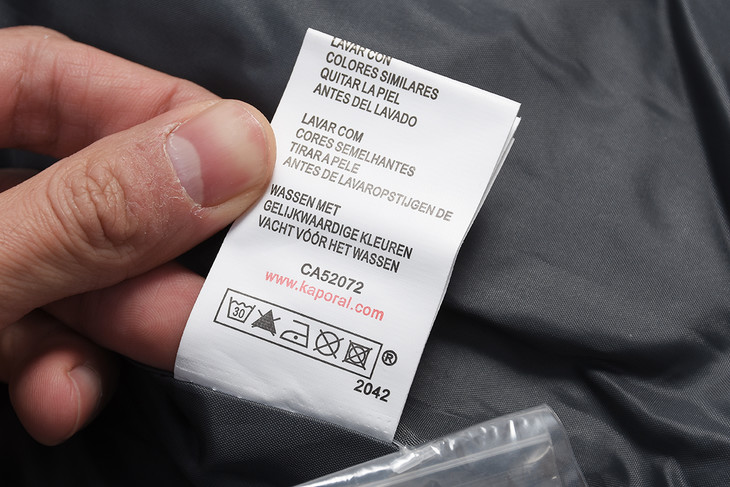 LAVAR CON
COLORES SIMILARES
QUITAR LA PIEL
ANTES DEL LAVADO
LAVAR COM
CORES SEMELHANTES
TIRAR A PELE
ANTES DE LAVAROPSTIJGEN DE
WASSEN MET
GELIJKWAARDIGE KLEUREN
VACHT VÓÓR HET WASSEN
CA52072
www.kaporal.com
30
®
2042